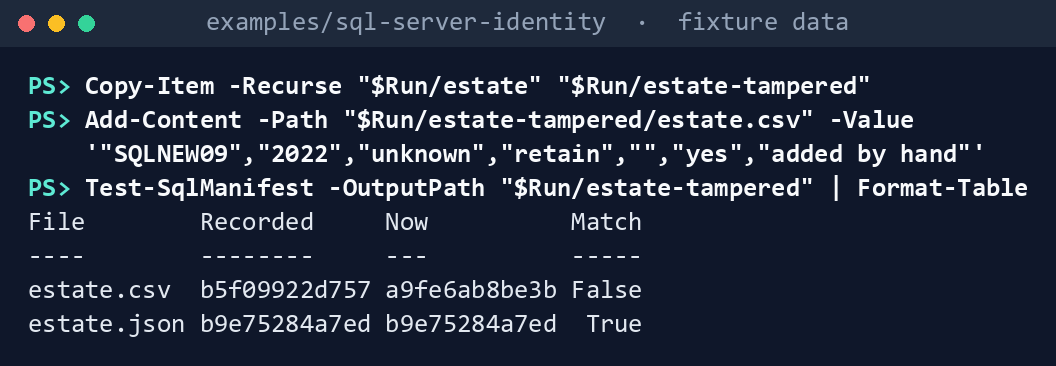 examples/sql-server-identity · fixture data
PS> Copy-Item -Recurse "$Run/estate" "$Run/estate-tampered"
PS> Add-Content -Path "$Run/estate-tampered/estate.csv" -Value
'"SQLNEW09","2022","unknown","retain","","yes","added by hand"'
PS> Test-SqlManifest -OutputPath "$Run/estate-tampered" | Format-Table
File Recorded Now Match
---- -------- --- -----
estate.csv b5f09922d757 a9fe6ab8be3b False
estate.json b9e75284a7ed b9e75284a7ed True